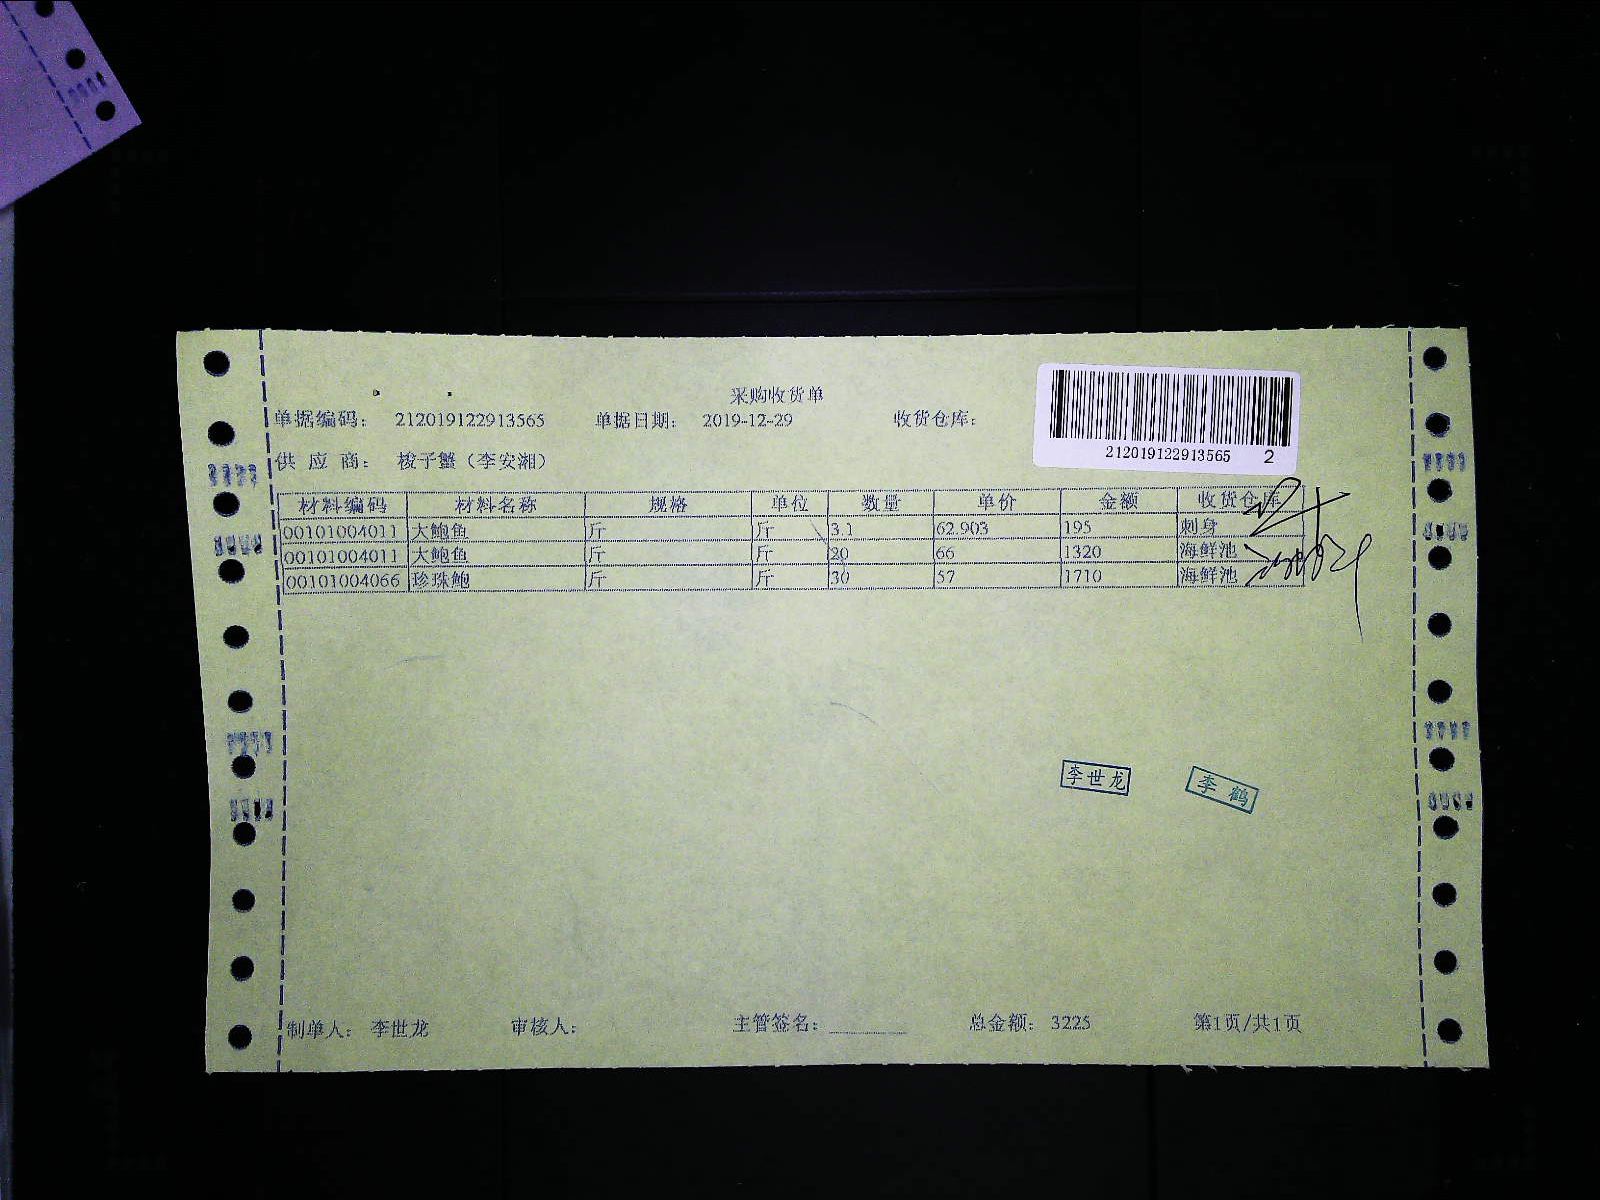 采购收货单
单据编码： 212019122913565 单据日期： 2019-12-29 收货仓库：
212019122913565 2
供 应 商： 梭子蟹（李安湘）
材料编码 材料名称 规格 单位 数量 单价 金额 收货仓库
00101004011 大鲍鱼 斤 斤 3.1 62.903 195 刺身
00101004011 大鲍鱼 斤 斤 20 66 1320 海鲜池
00101004066 珍珠鲍 斤 斤 30 57 1710 海鲜池
李世龙 李鹤
制单人： 李世龙 审核人： 主管签名： 总金额： 3225 第1页/共1页